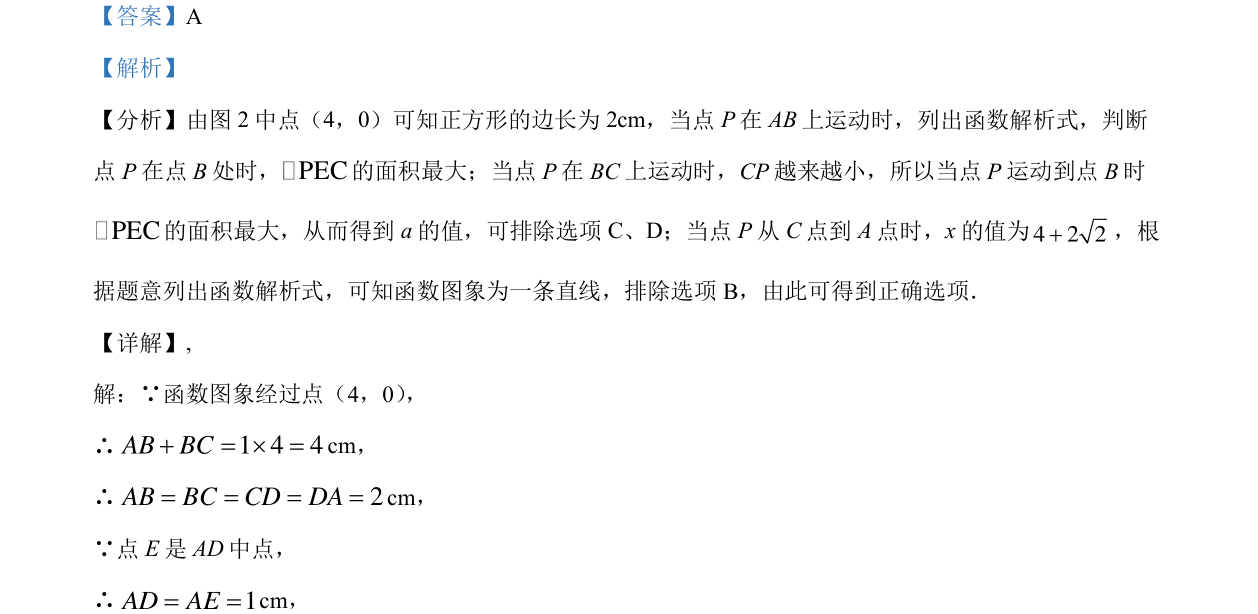 【答案】A
【解析】
【分析】由图 2 中点（4，0）可知正方形的边长为 2cm，当点 P 在 AB 上运动时，列出函数解析式，判断
点 P 在点 B 处时，□PEC 的面积最大；当点 P 在 BC 上运动时，CP 越来越小，所以当点 P 运动到点 B 时
□PEC 的面积最大，从而得到 a 的值，可排除选项 C、D；当点 P 从 C 点到 A 点时，x 的值为 4+2√2，根
据题意列出函数解析式，可知函数图象为一条直线，排除选项 B，由此可得到正确选项．
【详解】,
解：∵函数图象经过点（4，0），
∴ AB+BC=1×4=4cm，
∴ AB=BC=CD=DA=2cm，
∵点 E 是 AD 中点，
∴ AD=AE=1cm，